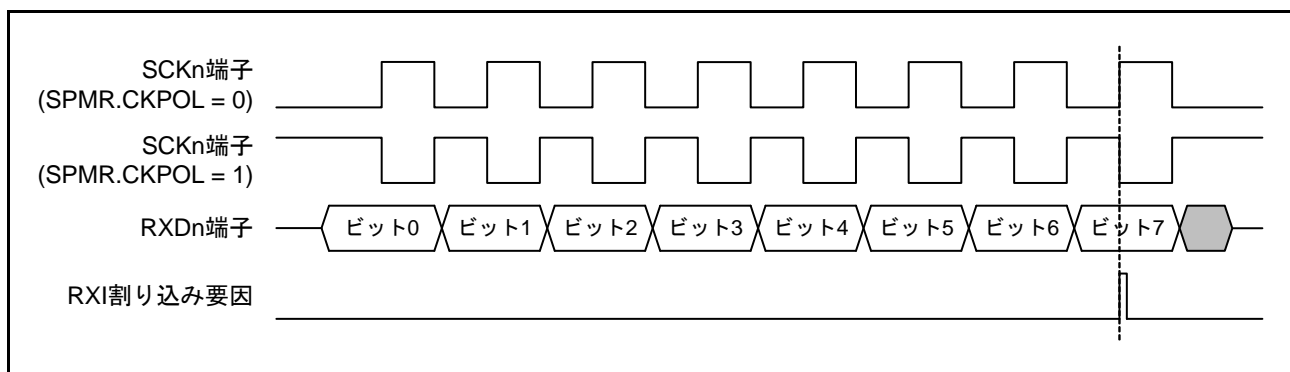 SCKn端子
(SPMR.CKPOL = 0)
SCKn端子
(SPMR.CKPOL = 1)
RXDn端子
ビット0
ビット1
ビット2
ビット3
ビット4
ビット5
ビット6
ビット7
RXI割り込み要因